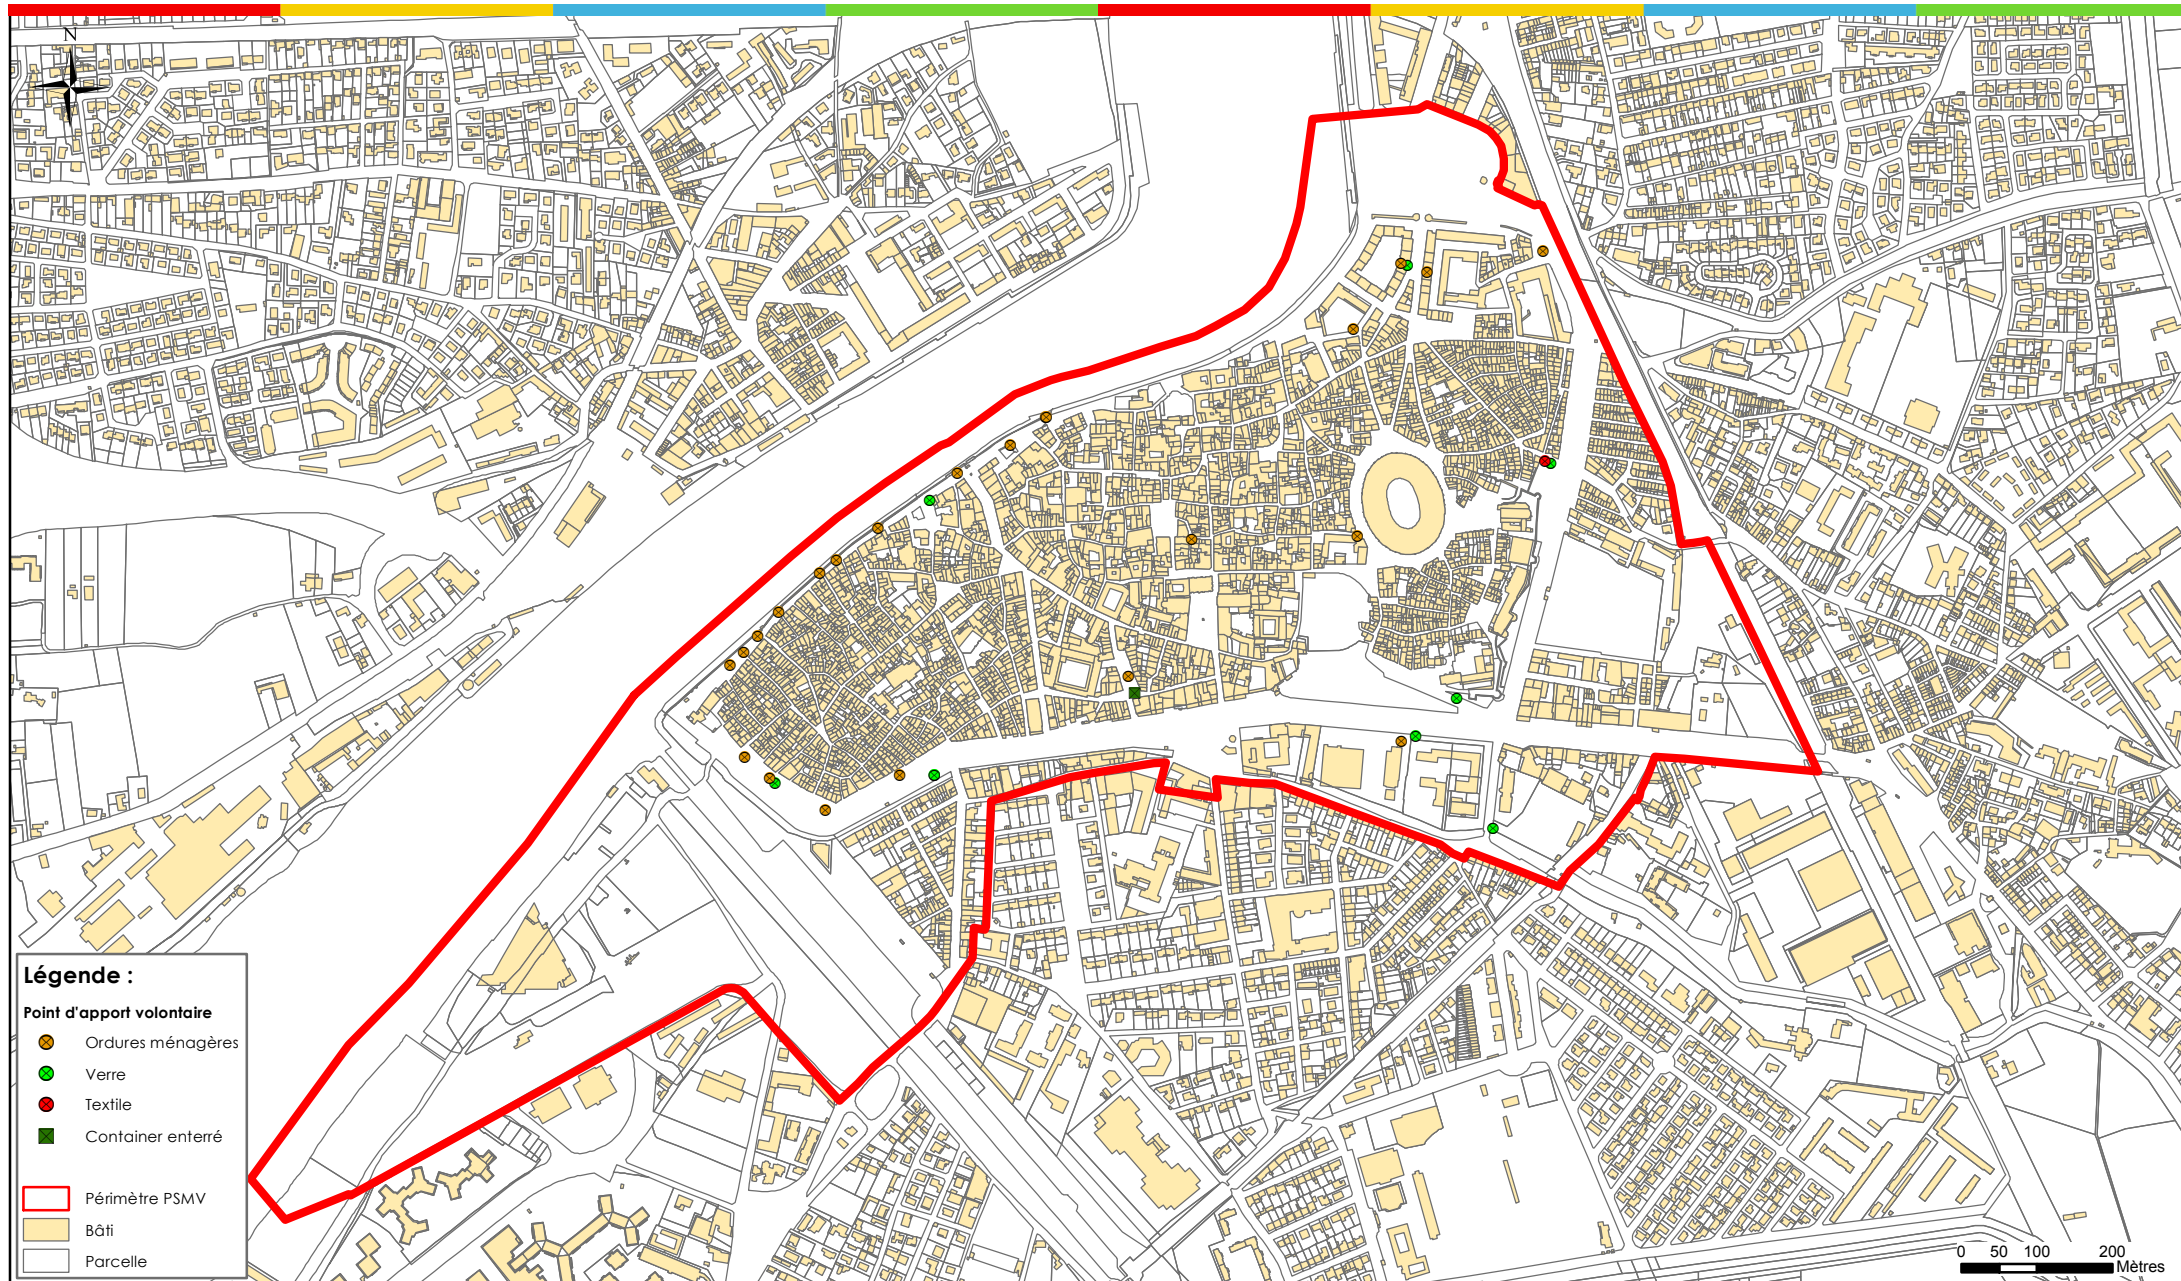 N
Légende :
Point d'apport volontaire
Ordures ménagères
Verre
Textile
Container enterré
Périmètre PSMV
Bâti
Parcelle
0 50 100 200
Mètres